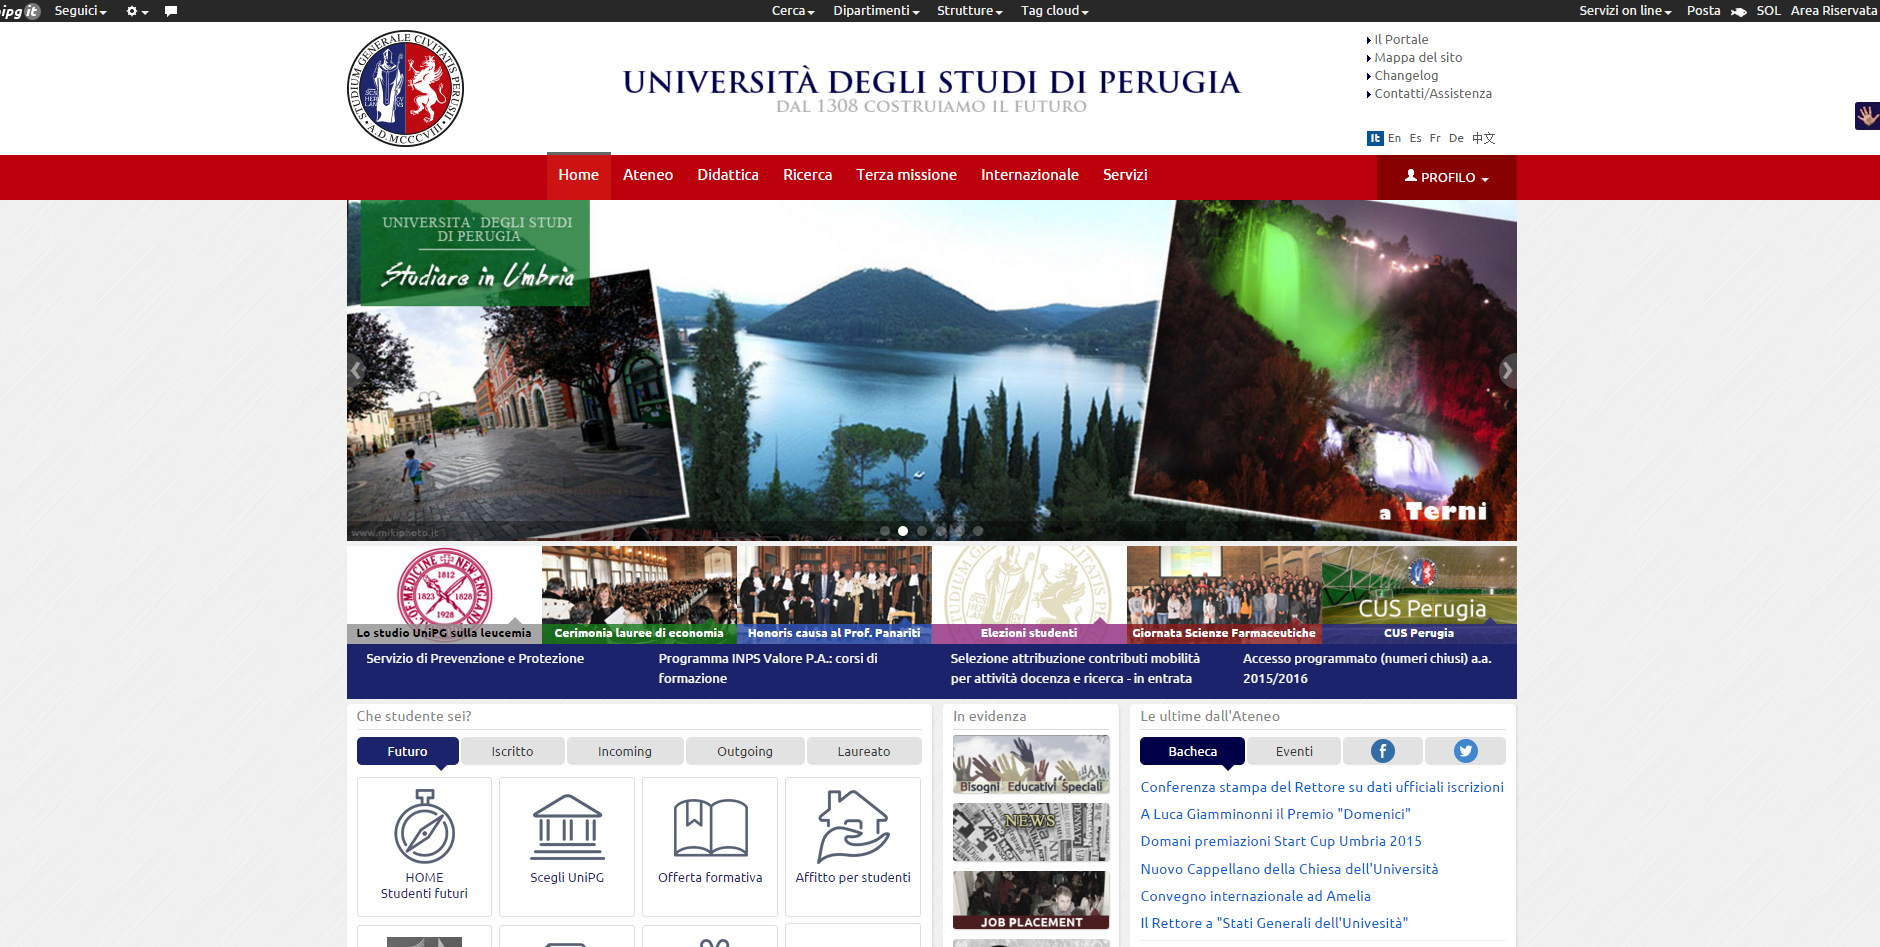 ipg it
Seguici
Cerca
Dipartimenti
Strutture
Tag cloud
Servizi on line
Posta
SOL
Area Riservata
STUDIUM GENERALE CIVITATIS PERUSII
A.D. MCCCVIII
UNIVERSITÀ DEGLI STUDI DI PERUGIA
DAL 1308 COSTRUIAMO IL FUTURO
Il Portale
Mappa del sito
Changelog
Contatti/Assistenza
It En Es Fr De 中文
Home
Ateneo
Didattica
Ricerca
Terza missione
Internazionale
Servizi
PROFILO
UNIVERSITA' DEGLI STUDI
DI PERUGIA
Studiare in Umbria
a Terni
www.mikiphoto.it
OF MEDICINE NEW ENGLAND
1812
1823
1828
1928
Lo studio UniPG sulla leucemia
Cerimonia lauree di economia
Honoris causa al Prof. Panariti
Elezioni studenti
Giornata Scienze Farmaceutiche
CUS Perugia
CUS Perugia
Servizio di Prevenzione e Protezione
Programma INPS Valore P.A.: corsi di
formazione
Selezione attribuzione contributi mobilità
per attività docenza e ricerca - in entrata
Accesso programmato (numeri chiusi) a.a.
2015/2016
Che studente sei?
Futuro
Iscritto
Incoming
Outgoing
Laureato
HOME
Studenti futuri
Scegli UniPG
Offerta formativa
Affitto per studenti
In evidenza
Bisogni Educativi Speciali
NEWS
JOB PLACEMENT
Le ultime dall'Ateneo
Bacheca
Eventi
Conferenza stampa del Rettore su dati ufficiali iscrizioni
A Luca Giamminonni il Premio "Domenici"
Domani premiazioni Start Cup Umbria 2015
Nuovo Cappellano della Chiesa dell'Università
Convegno internazionale ad Amelia
Il Rettore a "Stati Generali dell'Univesità"